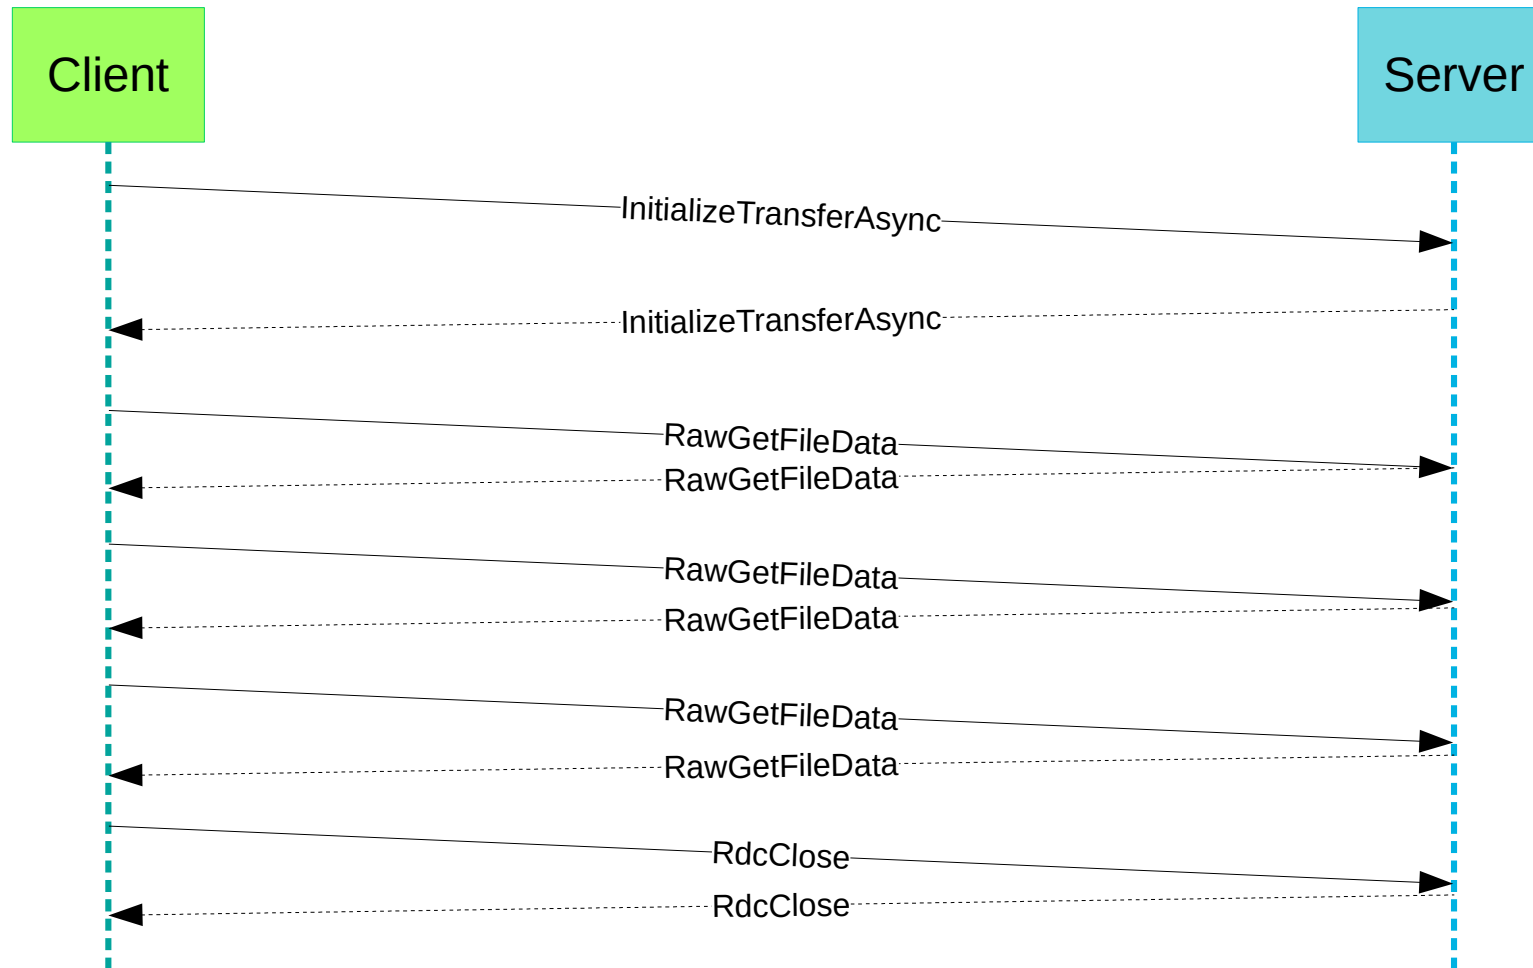 Client
Server
InitializeTransferAsync
InitializeTransferAsync
RawGetFileData
RawGetFileData
RawGetFileData
RawGetFileData
RawGetFileData
RawGetFileData
RdcClose
RdcClose